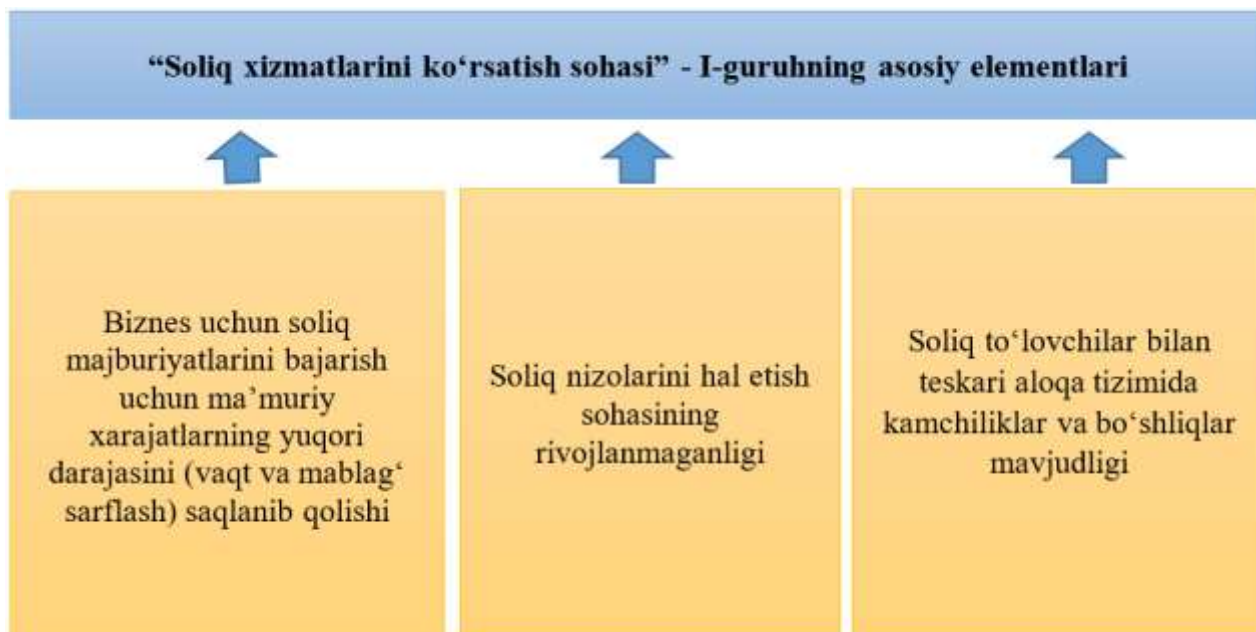 “Soliq xizmatlarini ko‘rsatish sohasi” - I-guruhning asosiy elementlari
Biznes uchun soliq
majburiyatlarini bajarish
uchun ma’muriy
xarajatlarning yuqori
darajasini (vaqt va mablag‘
sarflash) saqlanib qolishi
Soliq nizolarini hal etish
sohasining
rivojlanmaganligi
Soliq to‘lovchilar bilan
teskari aloqa tizimida
kamchiliklar va bo‘shliqlar
mavjudligi